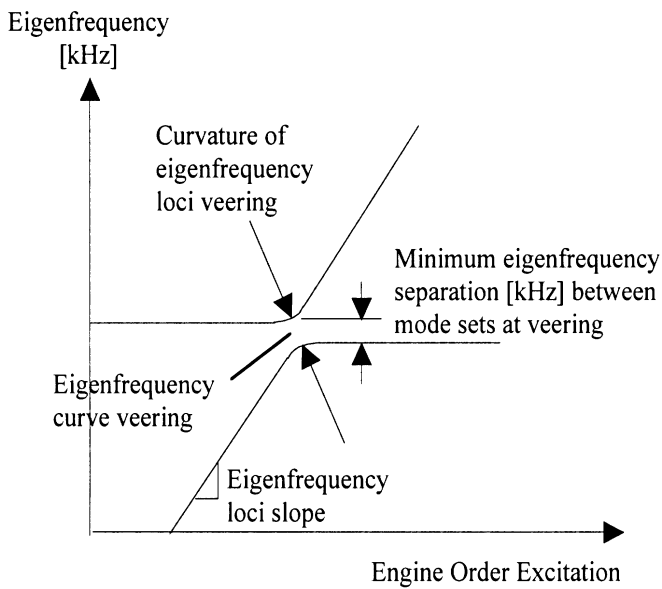 Eigenfrequency
[kHz]
Curvature of
eigenfrequency
loci veering
Minimum eigenfrequency
separation [kHz] between
mode sets at veering
Eigenfrequency
curve veering
Eigenfrequency
loci slope
Engine Order Excitation